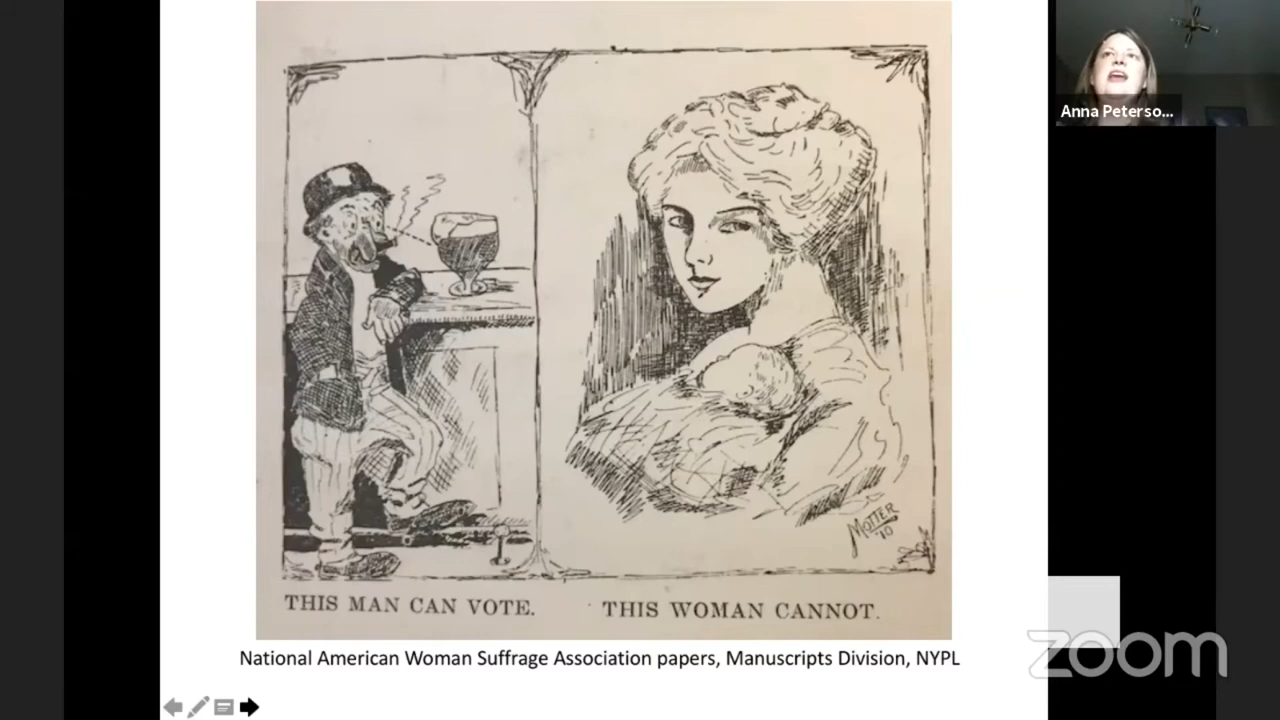 Anna Peterso...
MOTTER
'10
THIS MAN CAN VOTE.
THIS WOMAN CANNOT.
National American Woman Suffrage Association papers, Manuscripts Division, NYPL
zoom